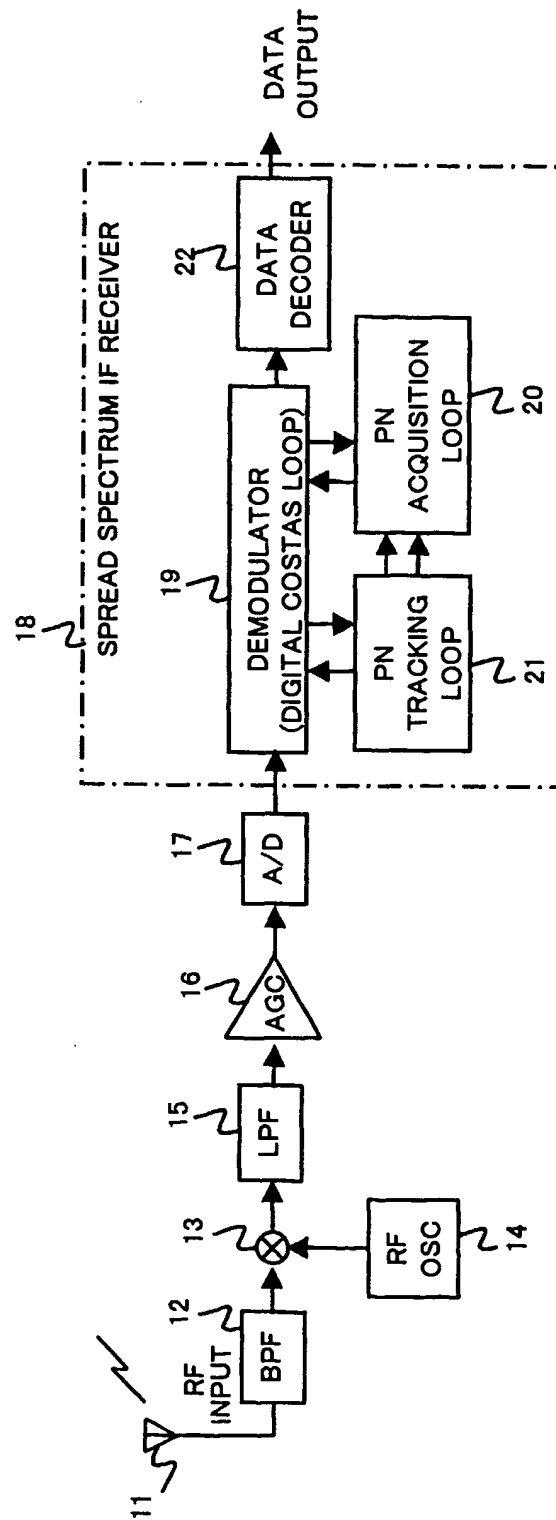 11
RF
INPUT
12
BPF
13
RF
OSC
14
15
LPF
16
AGC
17
A/D
18
SPREAD SPECTRUM IF RECEIVER
19
DEMODULATOR
(DIGITAL COSTAS LOOP)
PN
TRACKING
LOOP
21
PN
ACQUISITION
LOOP
20
22
DATA
DECODER
DATA
OUTPUT